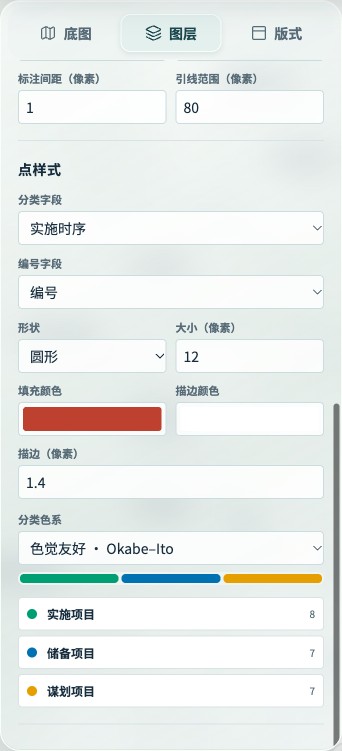 底图 图层 版式
标注间距（像素） 引线范围（像素）
1 80
点样式
分类字段
实施时序
编号字段
编号
形状 大小（像素）
圆形 12
填充颜色 描边颜色
描边（像素）
1.4
分类色系
色觉友好 · Okabe–Ito
实施项目 8
储备项目 7
谋划项目 7